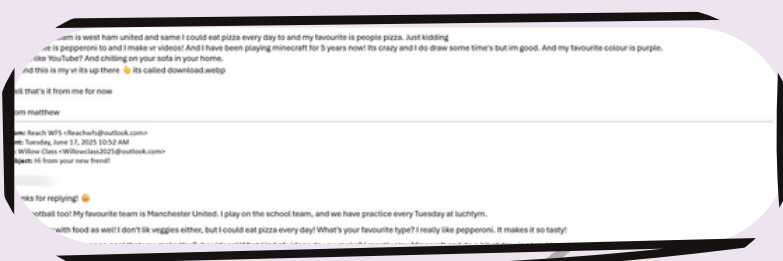 am is west ham united and same I could eat pizza every day to and my favourite is people pizza. Just kidding
e is pepperoni to and I make vr videos! And I have been playing minecraft for 5 years now! Its crazy and I do draw some time's but im good. And my favourite colour is purple.
like YouTube? And chilling on your sofa in your home.
nd this is my vr its up there 👆 its called download.webp
ell that's it from me for now
om matthew
om: Reach WFS <Reachwfs@outlook.com>
nt: Tuesday, June 17, 2025 10:52 AM
: Willow Class <Willowclass2025@outlook.com>
bject: Hi from your new frend!
nks for replying! 😀
ootball too! My favourite team is Manchester United. I play on the school team, and we have practice every Tuesday at luchtym.
with food as wel! I don't lik veggies either, but I could eat pizza every day! What's your favourite type? I really like pepperoni. It makes it so tasty!